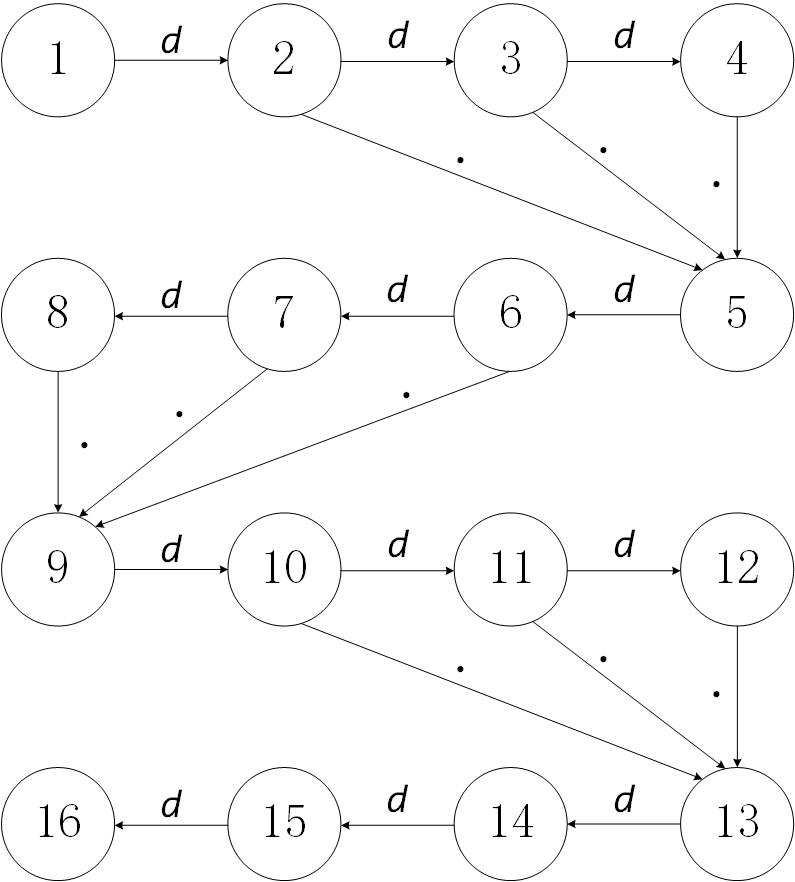 1 d 2 d 3 d 4
. . .
8 d 7 d 6 d 5
. . .
9 d 10 d 11 d 12
. . .
16 d 15 d 14 d 13